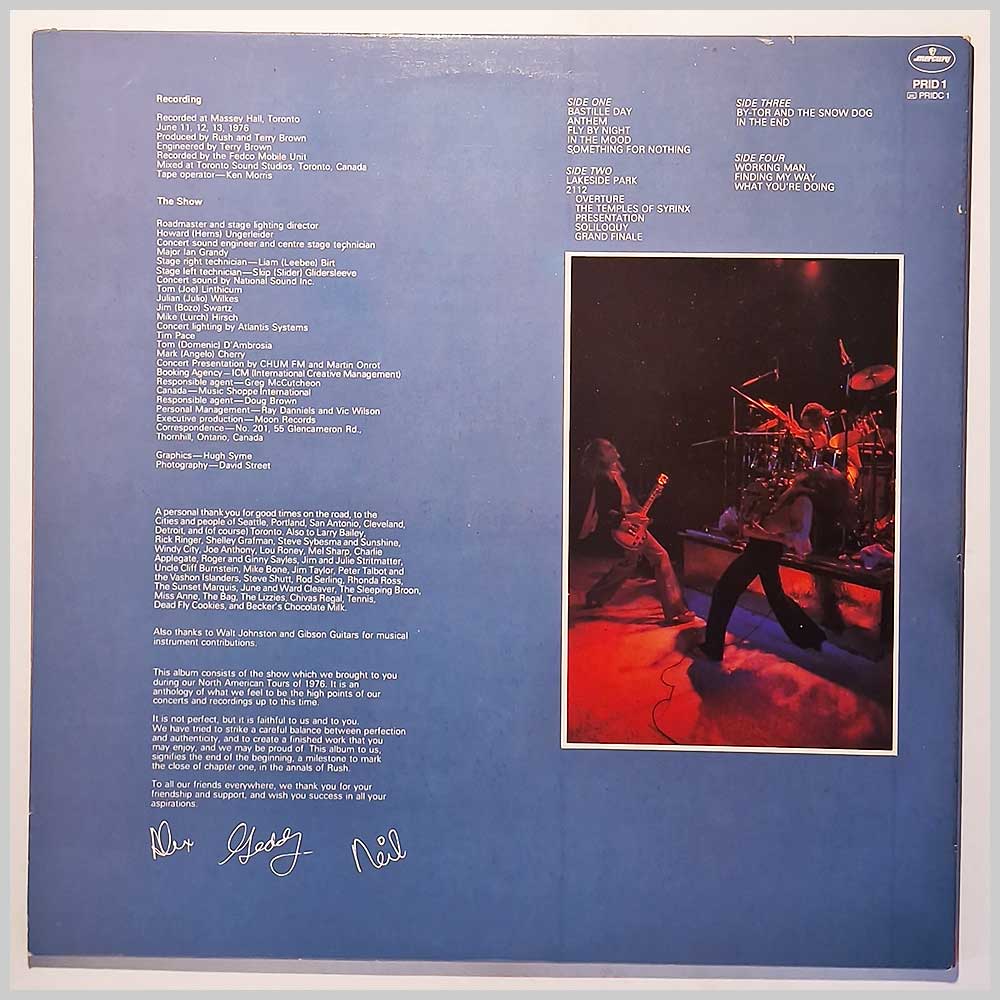 Recording
Recorded at Massey Hall, Toronto
June 11, 12, 13, 1976
Produced by Rush and Terry Brown
Engineered by Terry Brown
Recorded by the Fedco Mobile Unit
Mixed at Toronto Sound Studios, Toronto, Canada
Tape operator—Ken Morris
The Show
Roadmaster and stage lighting director
Howard (Herns) Ungerleider
Concert sound engineer and centre stage technician
Major Ian Grandy
Stage right technician—Liam (Leebee) Birt
Stage left technician—Skip (Slider) Glidersleeve
Concert sound by National Sound Inc.
Tom (Joe) Linthicum
Julian (Julio) Wilkes
Jim (Bozo) Swartz
Mike (Lurch) Hirsch
Concert lighting by Atlantis Systems
Tim Pace
Tom (Domenic) D'Ambrosia
Mark (Angelo) Cherry
Concert Presentation by CHUM FM and Martin Onrot
Booking Agency—ICM (International Creative Management)
Responsible agent—Greg McCutcheon
Canada—Music Shoppe International
Responsible agent—Doug Brown
Personal Management—Ray Danniels and Vic Wilson
Executive production—Moon Records
Correspondence—No. 201, 55 Glencameron Rd.,
Thornhill, Ontario, Canada
Graphics—Hugh Syme
Photography—David Street
A personal thank you for good times on the road, to the
Cities and people of Seattle, Portland, San Antonio, Cleveland,
Detroit, and (of course) Toronto. Also to Larry Bailey,
Rick Ringer, Shelley Grafman, Steve Sybesma and Sunshine,
Windy City, Joe Anthony, Lou Roney, Mel Sharp, Charlie
Applegate, Roger and Ginny Sayles, Jim and Julie Stritmatter,
Uncle Cliff Burnstein, Mike Bone, Jim Taylor, Peter Talbot and
the Vashon Islanders, Steve Shutt, Rod Serling, Rhonda Ross,
The Sunset Marquis, June and Ward Cleaver, The Sleeping Broon,
Miss Anne, The Bag, The Lizzies, Chivas Regal, Tennis,
Dead Fly Cookies, and Becker's Chocolate Milk.
Also thanks to Walt Johnston and Gibson Guitars for musical
instrument contributions.
This album consists of the show which we brought to you
during our North American Tours of 1976. It is an
anthology of what we feel to be the high points of our
concerts and recordings up to this time.
It is not perfect, but it is faithful to us and to you.
We have tried to strike a careful balance between perfection
and authenticity, and to create a finished work that you
may enjoy, and we may be proud of. This album to us,
signifies the end of the beginning, a milestone to mark
the close of chapter one, in the annals of Rush.
To all our friends everywhere, we thank you for your
friendship and support, and wish you success in all your
aspirations.
Alex Geddy Neil
SIDE ONE
BASTILLE DAY
ANTHEM
FLY BY NIGHT
IN THE MOOD
SOMETHING FOR NOTHING
SIDE TWO
LAKESIDE PARK
2112
OVERTURE
THE TEMPLES OF SYRINX
PRESENTATION
SOLILOQUY
GRAND FINALE
SIDE THREE
BY-TOR AND THE SNOW DOG
IN THE END
SIDE FOUR
WORKING MAN
FINDING MY WAY
WHAT YOU'RE DOING
mercury
PRID 1
PRIDC 1